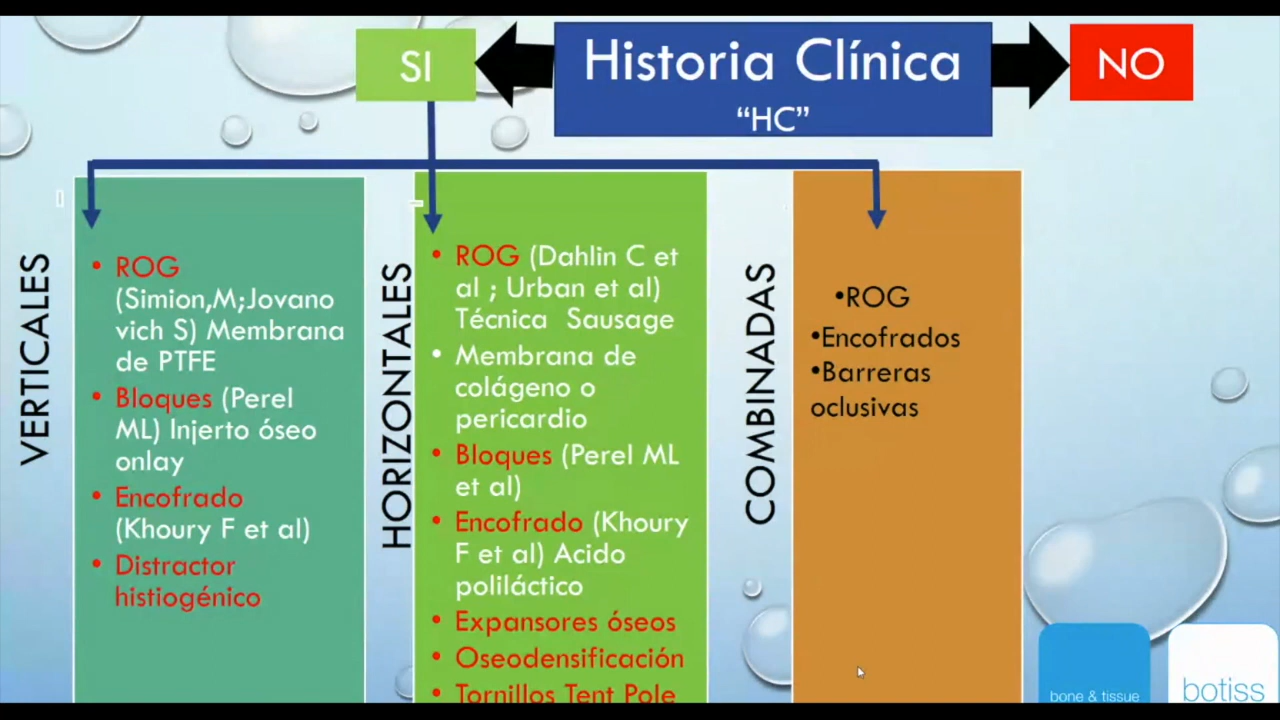 SI
Historia Clínica
“HC”
NO
VERTICALES
• ROG
(Simion,M;Jovano
vich S) Membrana
de PTFE
• Bloques (Perel
ML) Injerto óseo
onlay
• Encofrado
(Khoury F et al)
• Distractor
histiogénico
HORIZONTALES
• ROG (Dahlin C et
al ; Urban et al)
Técnica Sausage
• Membrana de
colágeno o
pericardio
• Bloques (Perel ML
et al)
• Encofrado (Khoury
F et al) Acido
poliláctico
• Expansores óseos
• Oseodensificación
• Tornillos Tent Pole
COMBINADAS
•ROG
•Encofrados
•Barreras
oclusivas
bone & tissue
botiss